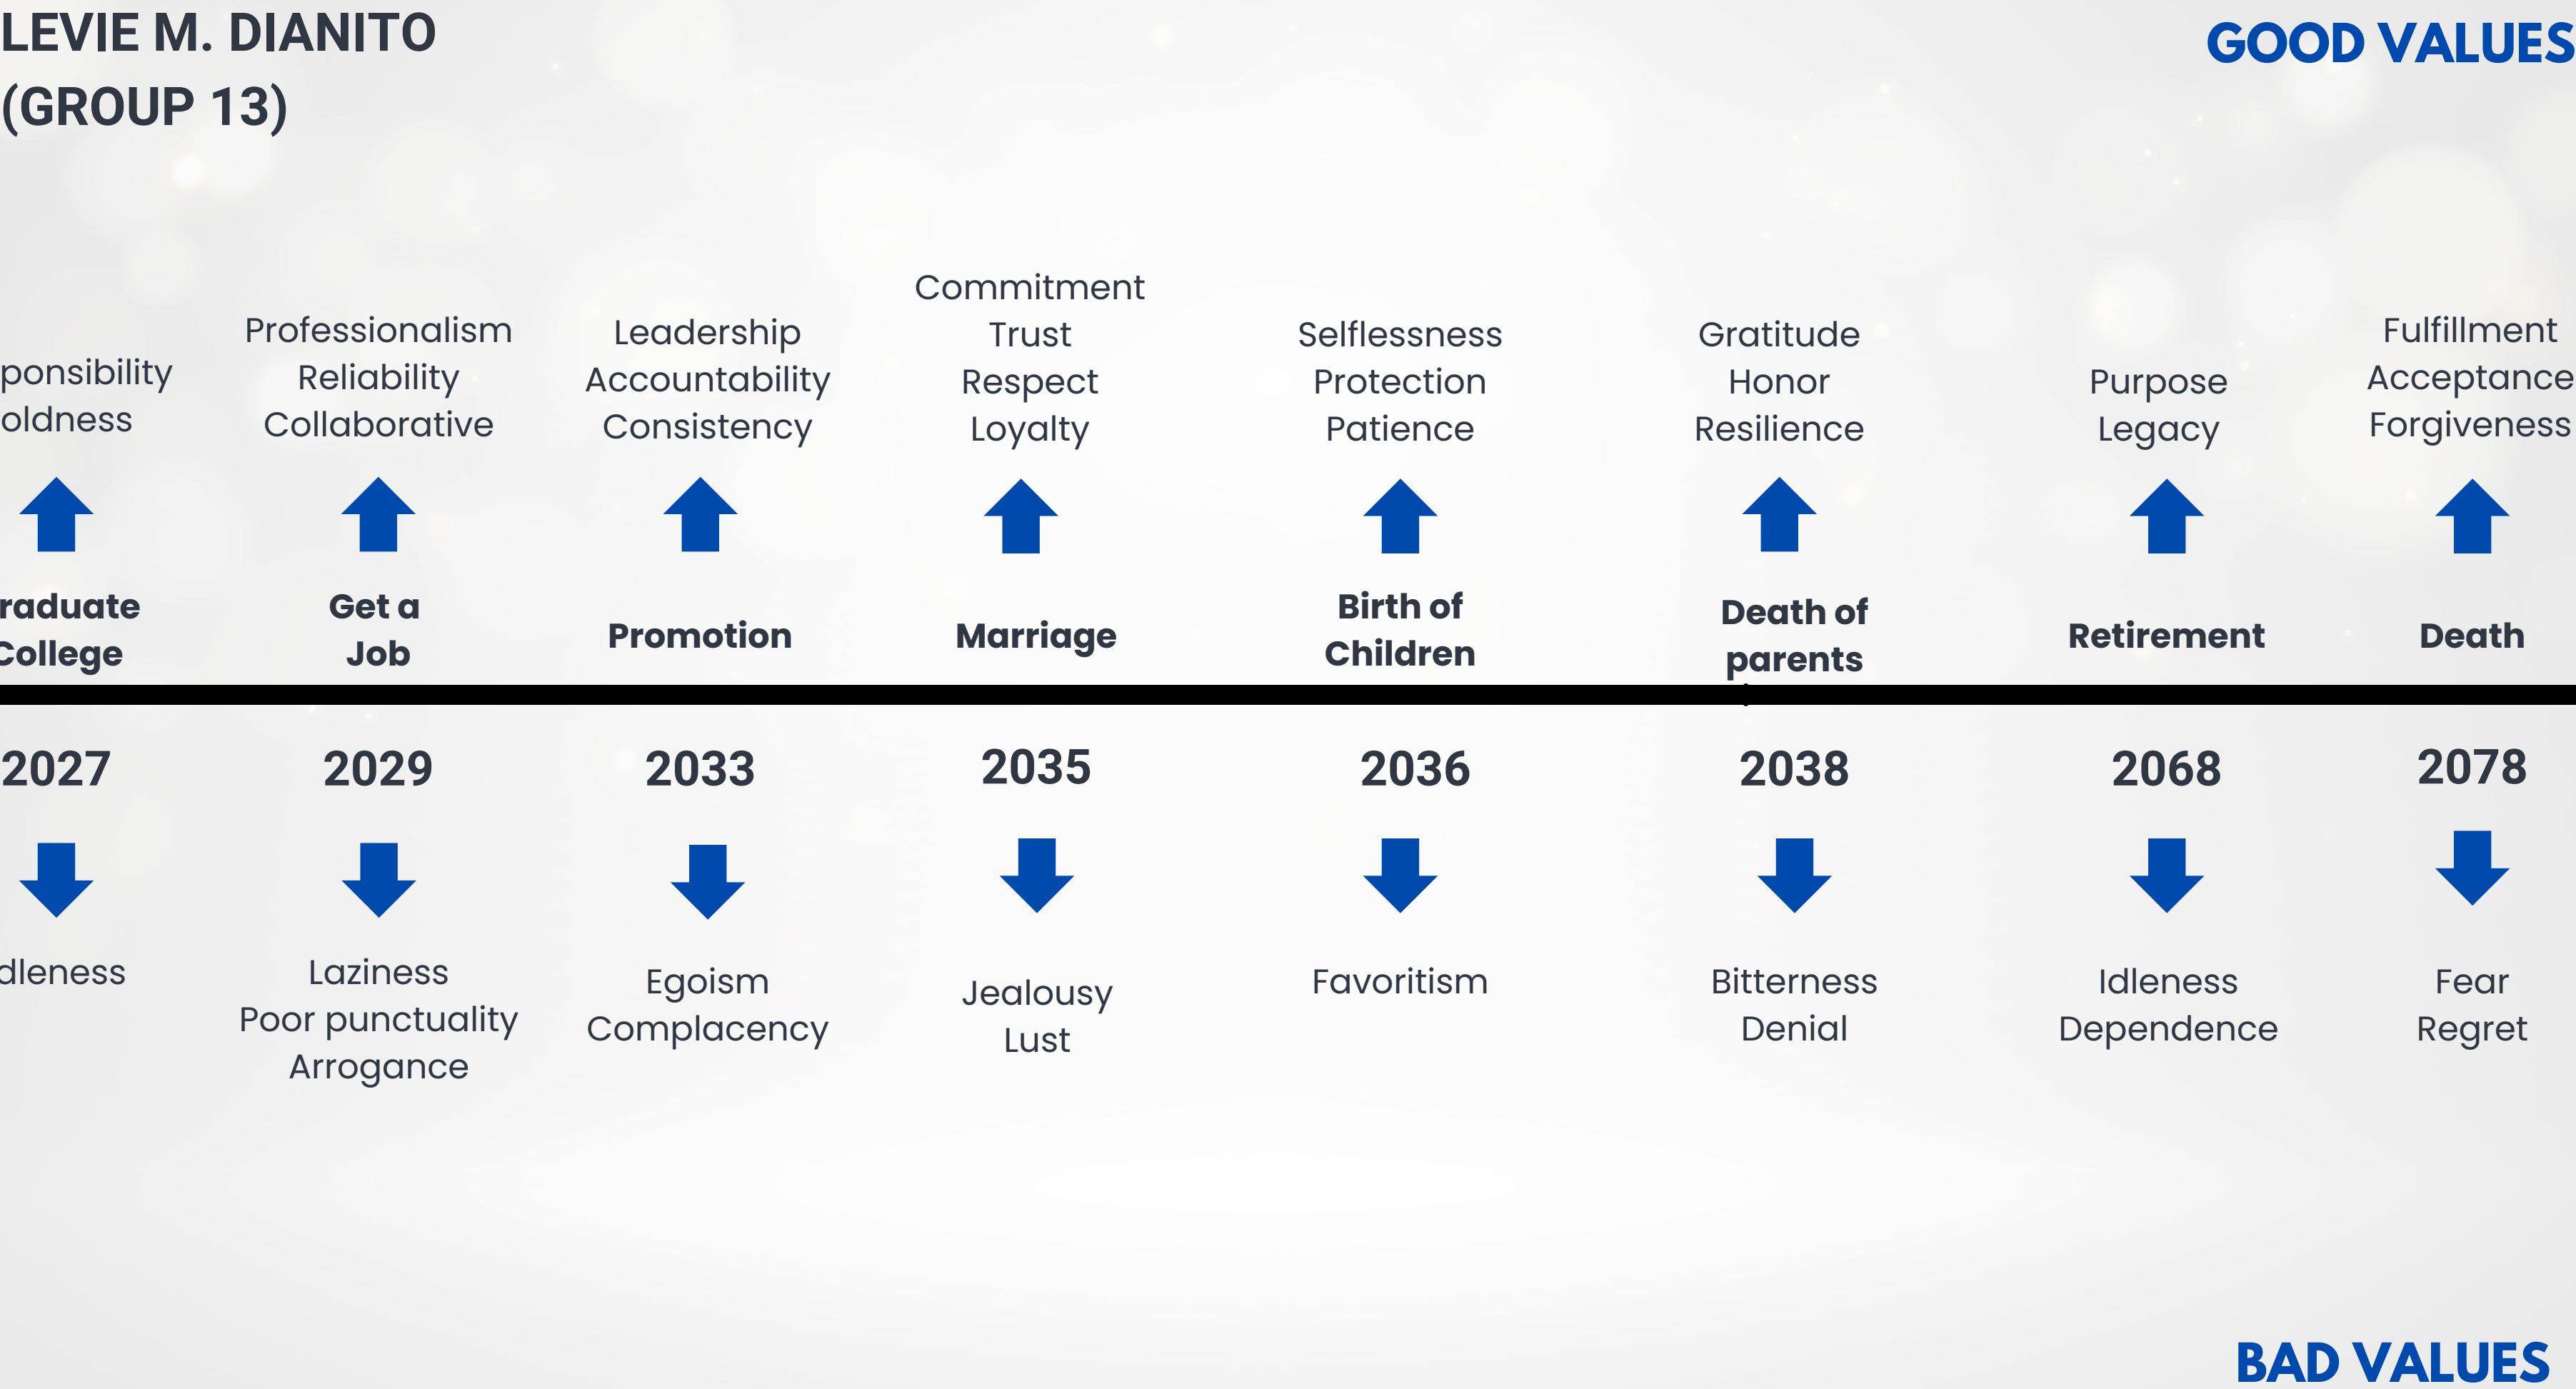 LEVIE M. DIANITO
(GROUP 13)
GOOD VALUES
ponsibility
oldness
raduate
College
2027
dleness
Professionalism
Reliability
Collaborative
Get a
Job
2029
Laziness
Poor punctuality
Arrogance
Leadership
Accountability
Consistency
Promotion
2033
Egoism
Complacency
Commitment
Trust
Respect
Loyalty
Marriage
2035
Jealousy
Lust
Selflessness
Protection
Patience
Birth of
Children
2036
Favoritism
Gratitude
Honor
Resilience
Death of
parents
2038
Bitterness
Denial
Purpose
Legacy
Retirement
2068
Idleness
Dependence
Fulfillment
Acceptance
Forgiveness
Death
2078
Fear
Regret
BAD VALUES